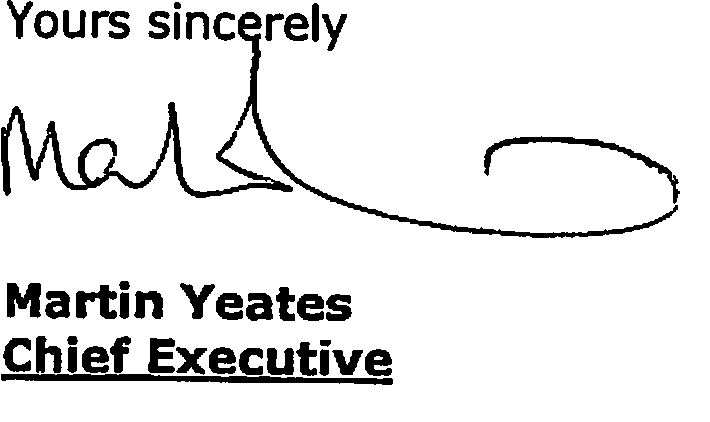 Yours sincerely
Martin Yeates
Chief Executive